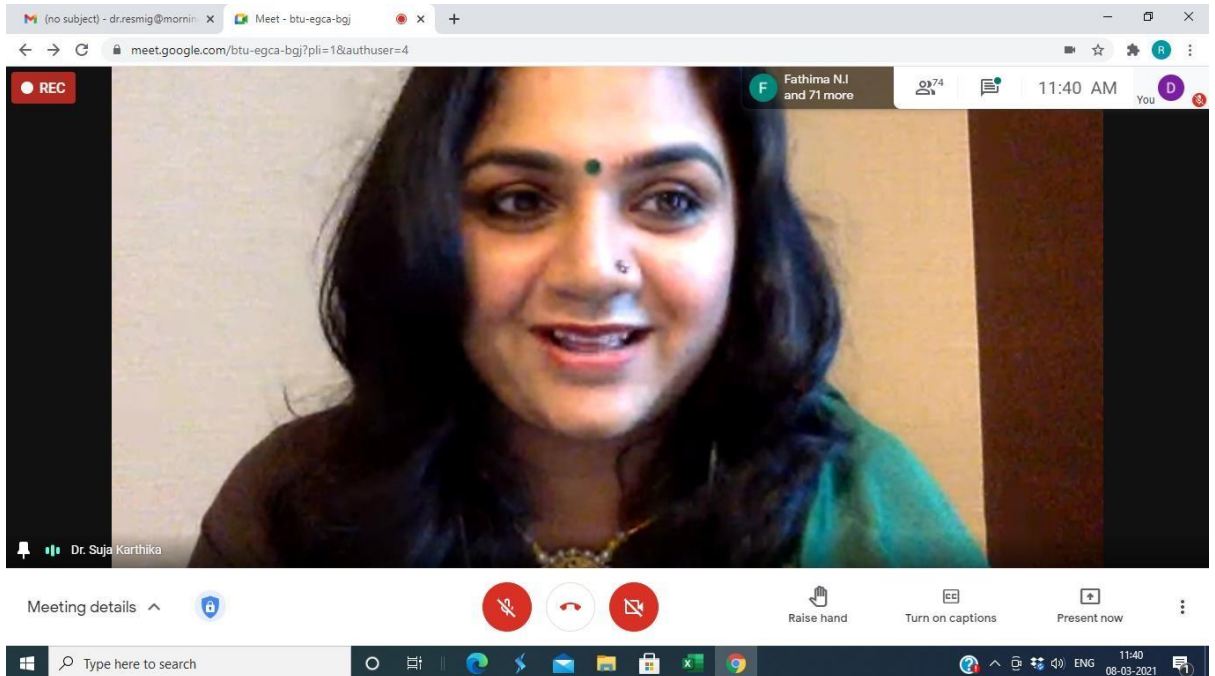 (no subject) - dr.resmig@mornin
Meet - btu-egca-bgj
meet.google.com/btu-egca-bgj?pli=1&authuser=4
R
REC
F
Fathima N.I
and 71 more
74
11:40 AM
You
D
Dr. Suja Karthika
Meeting details
Raise hand
CC
Turn on captions
Present now
Type here to search
ENG
11:40
08-03-2021